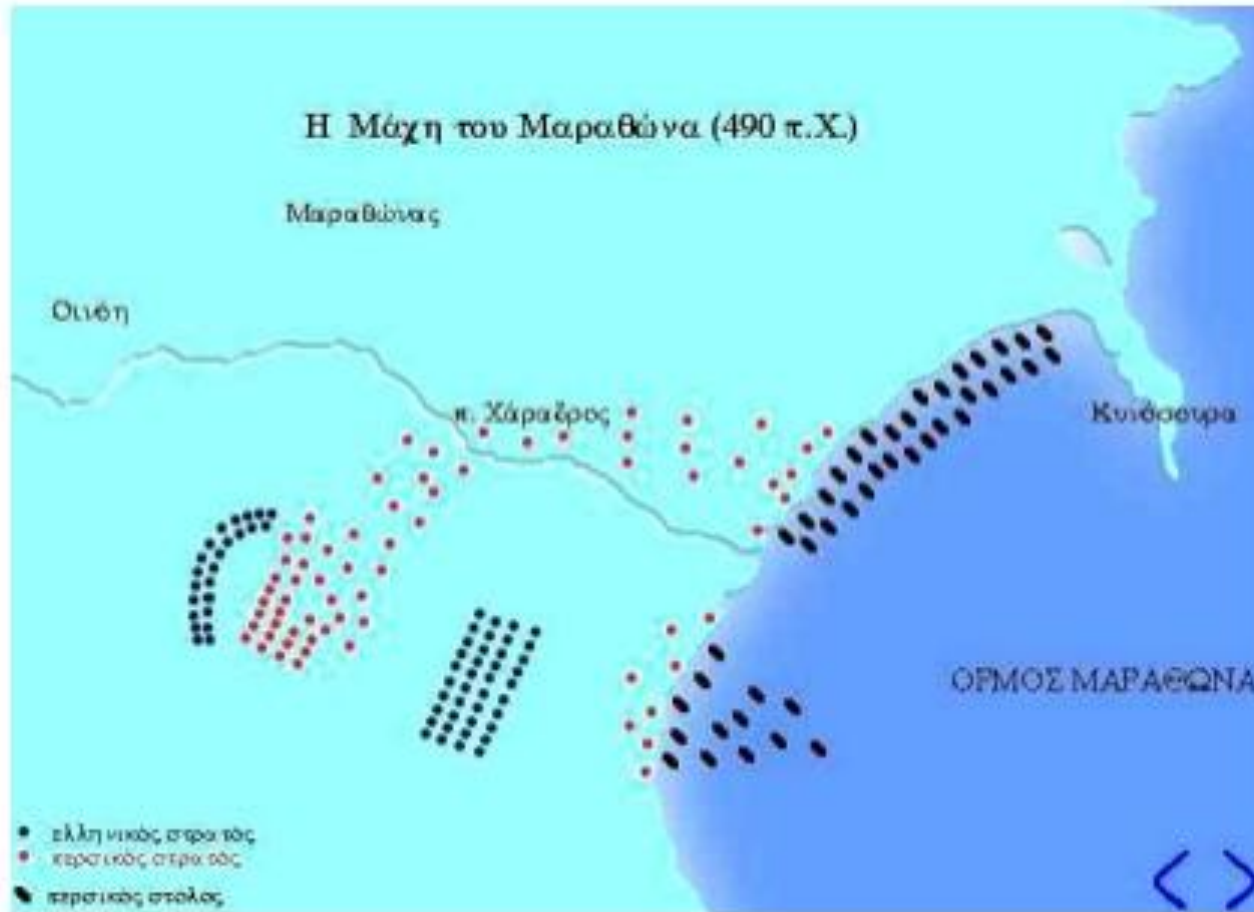 Η Μάχη του Μαραθώνα (490 π.Χ.)
Μαραθώνας
Οινόη
π. Χάραδρος
Κυνόσουρα
ΟΡΜΟΣ ΜΑΡΑΘΩΝΑ
ελληνικός στρατός
περσικός στρατός
περσικός στόλος